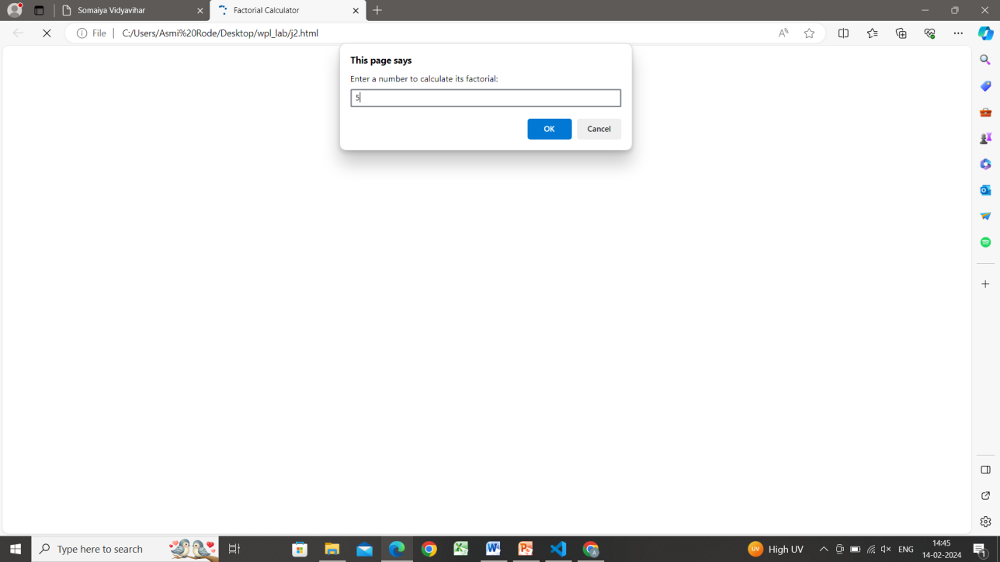 Somaiya Vidyavihar
Factorial Calculator
File
C:/Users/Asmi%20Rode/Desktop/wpl_lab/j2.html
This page says
Enter a number to calculate its factorial:
5
OK
Cancel
Type here to search
UV
High UV
ENG
14:45
14-02-2024
1